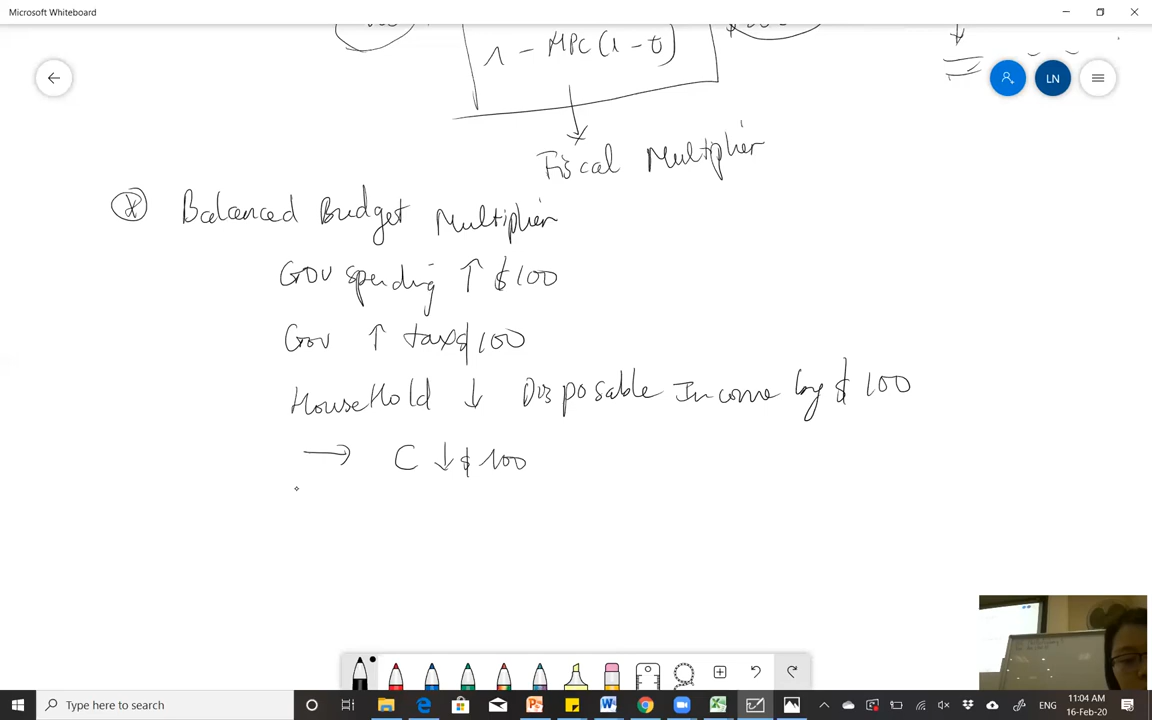 Microsoft Whiteboard
1 - MPC(1 - t)
LN
Fiscal Multiplier
Balanced Budget Multiplier
Gov spending ↑ $100
Gov ↑ tax $100
Household ↓ Disposable Income by $100
→ C ↓ $100
Type here to search
ENG
11:04 AM
16-Feb-20